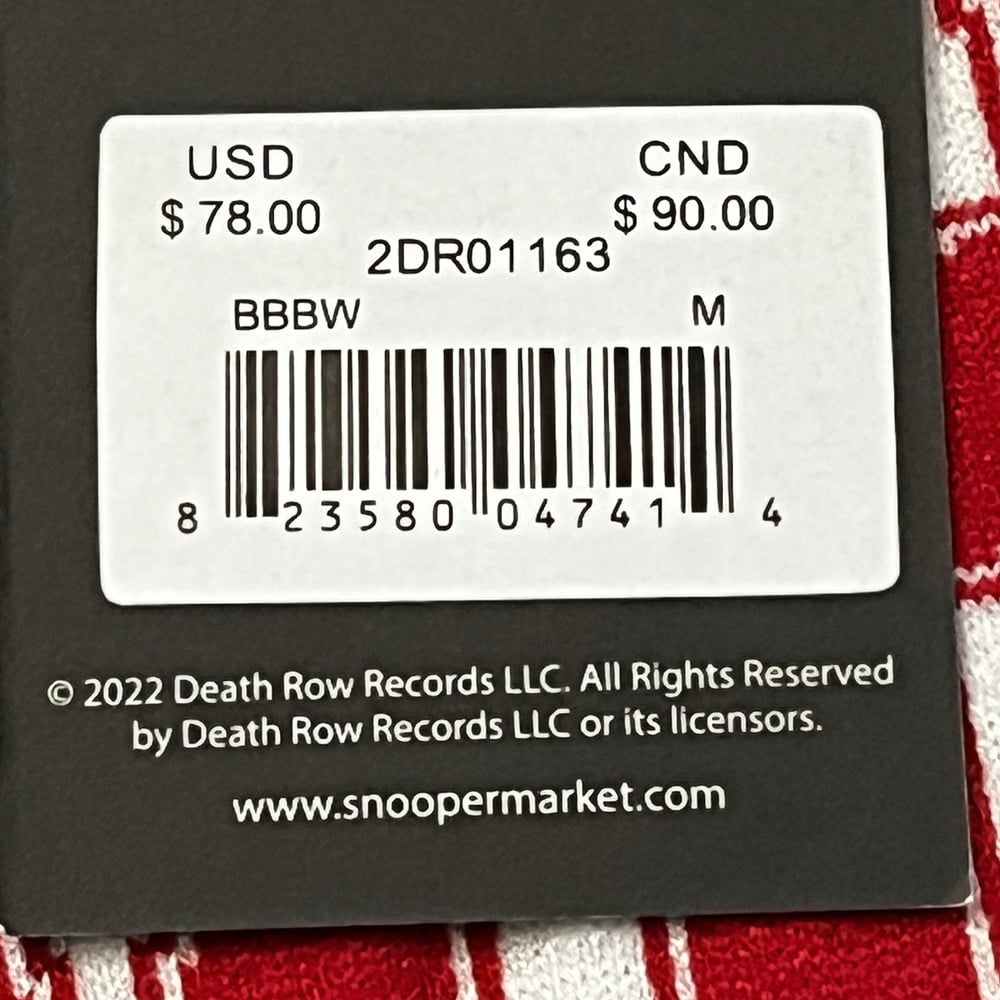 USD CND
$ 78.00 $ 90.00
2DR01163
BBBW M
8 23580 04741 4
© 2022 Death Row Records LLC. All Rights Reserved
by Death Row Records LLC or its licensors.
www.snoopermarket.com